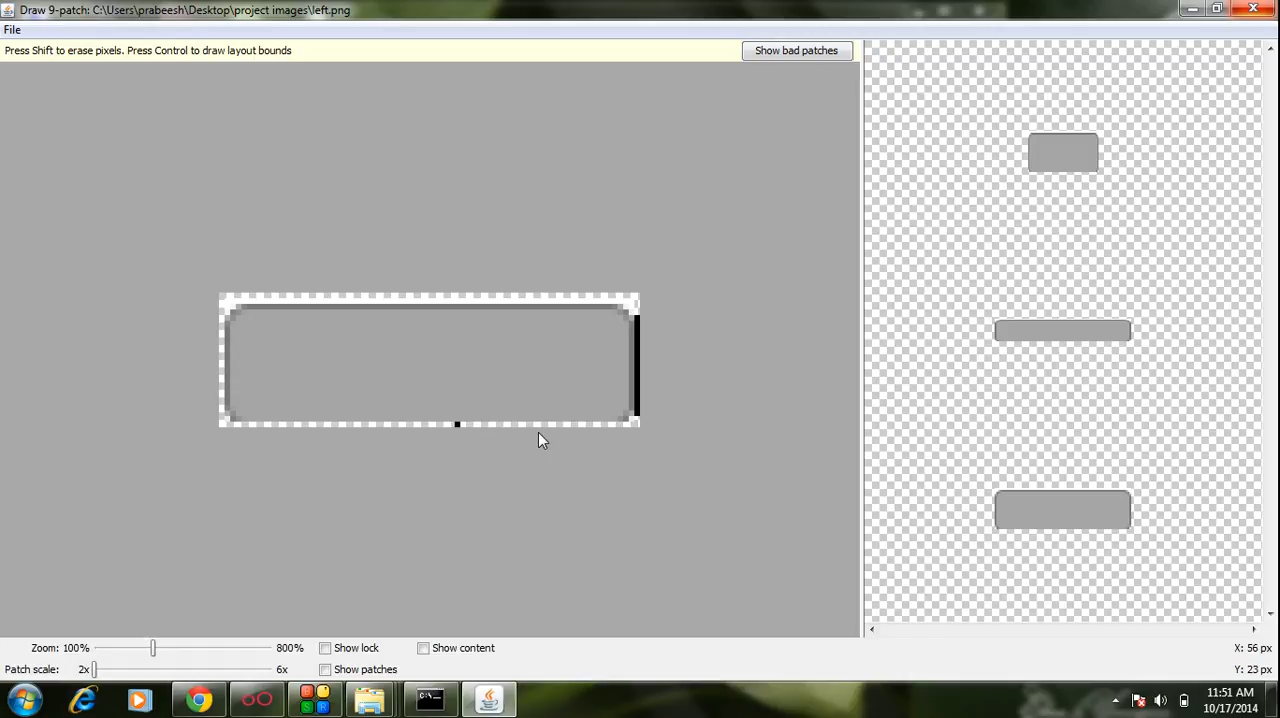 Draw 9-patch: C:\Users\prabeesh\Desktop\project images\left.png
File
Press Shift to erase pixels. Press Control to draw layout bounds
Show bad patches
Zoom: 100%
800%
Show lock
Show content
X: 56 px
Patch scale: 2x
6x
Show patches
Y: 23 px
11:51 AM
10/17/2014